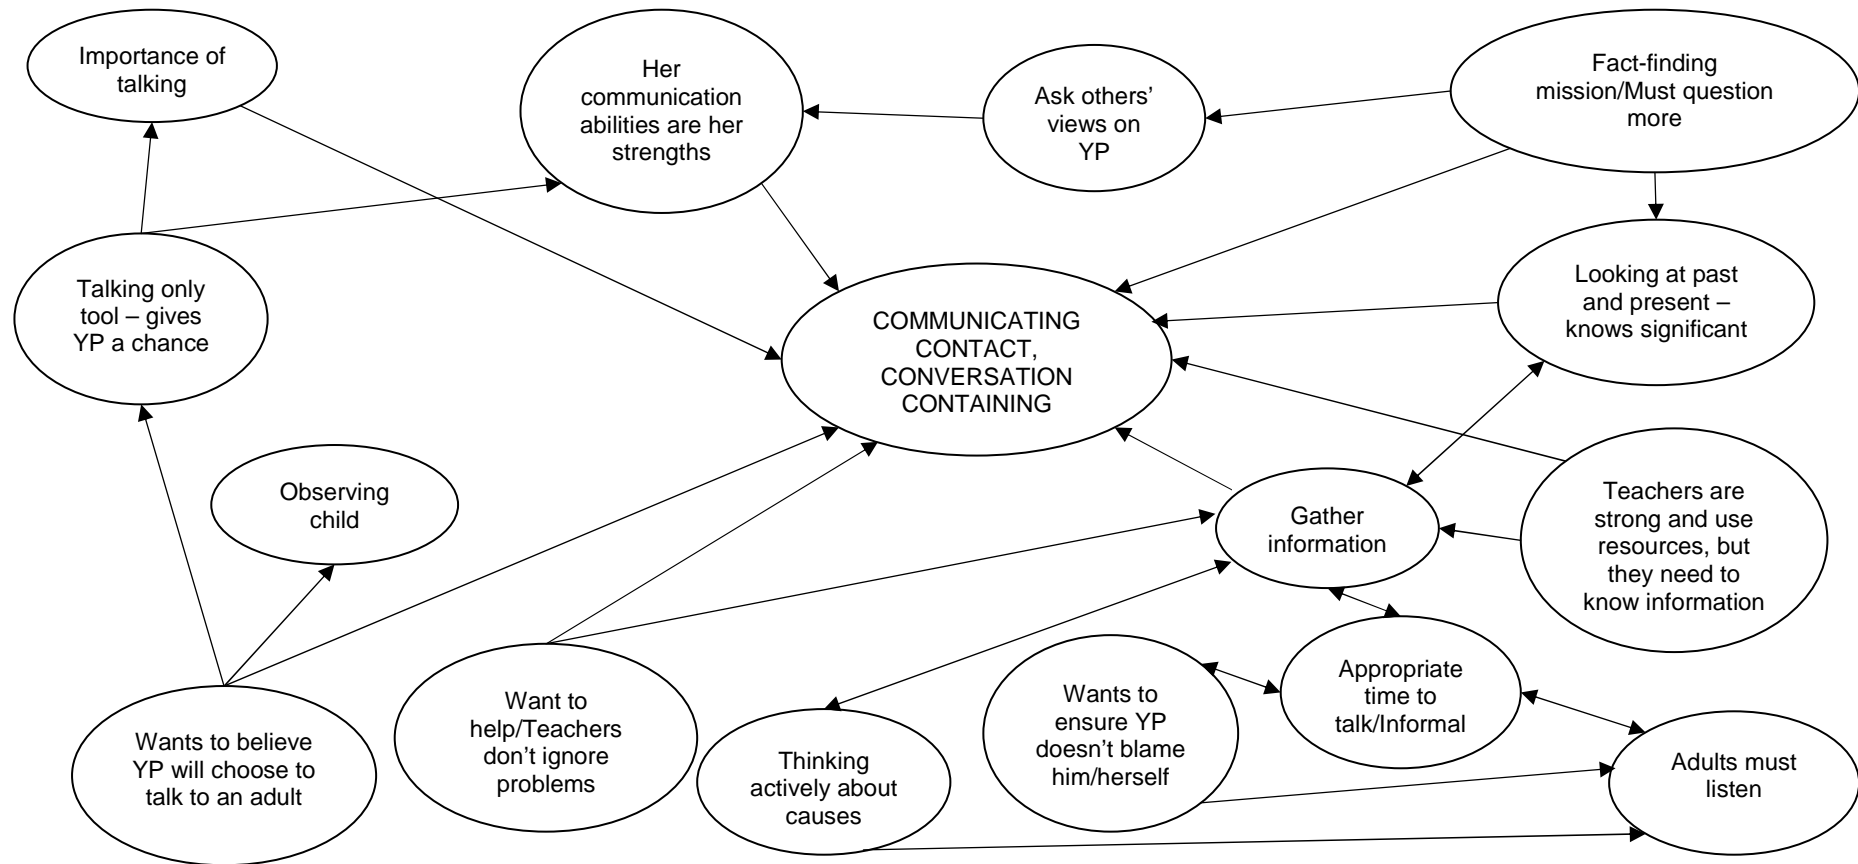 Importance of
talking
Her
communication
abilities are her
strengths
Ask others’
views on
YP
Fact-finding
mission/Must question
more
Talking only
tool – gives
YP a chance
COMMUNICATING
CONTACT,
CONVERSATION
CONTAINING
Looking at past
and present –
knows significant
Observing
child
Gather
information
Teachers are
strong and use
resources, but
they need to
know information
Wants to believe
YP will choose to
talk to an adult
Want to
help/Teachers
don’t ignore
problems
Thinking
actively about
causes
Wants to
ensure YP
doesn’t blame
him/herself
Appropriate
time to
talk/Informal
Adults must
listen